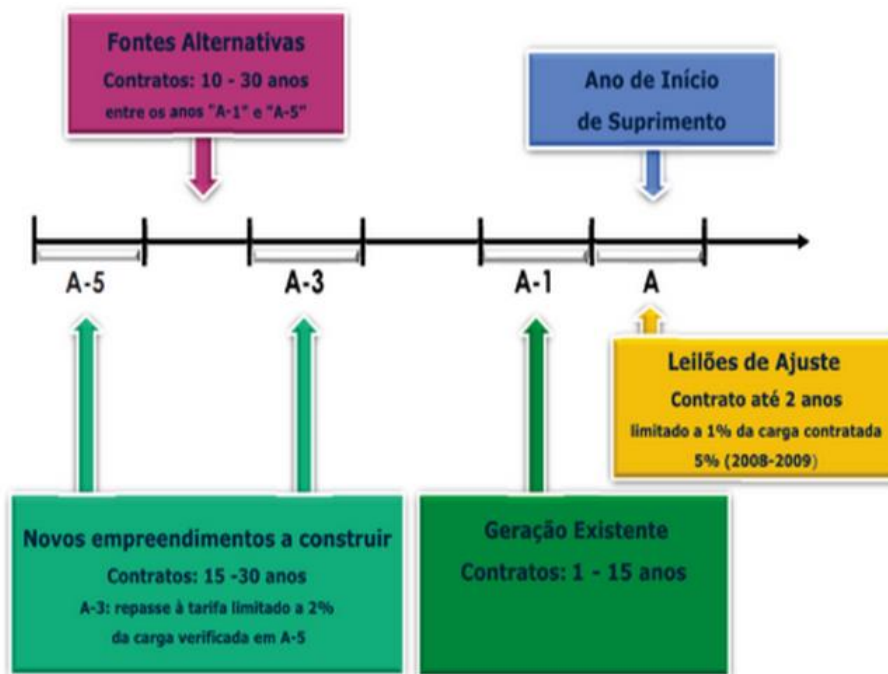 Fontes Alternativas
Contratos: 10 - 30 anos
entre os anos "A-1" e "A-5"
Ano de Início
de Suprimento
A-5
A-3
A-1
A
Leilões de Ajuste
Contrato até 2 anos
limitado a 1% da carga contratada
5% (2008-2009)
Novos empreendimentos a construir
Contratos: 15 -30 anos
A-3: repasse à tarifa limitado a 2%
da carga verificada em A-5
Geração Existente
Contratos: 1 - 15 anos